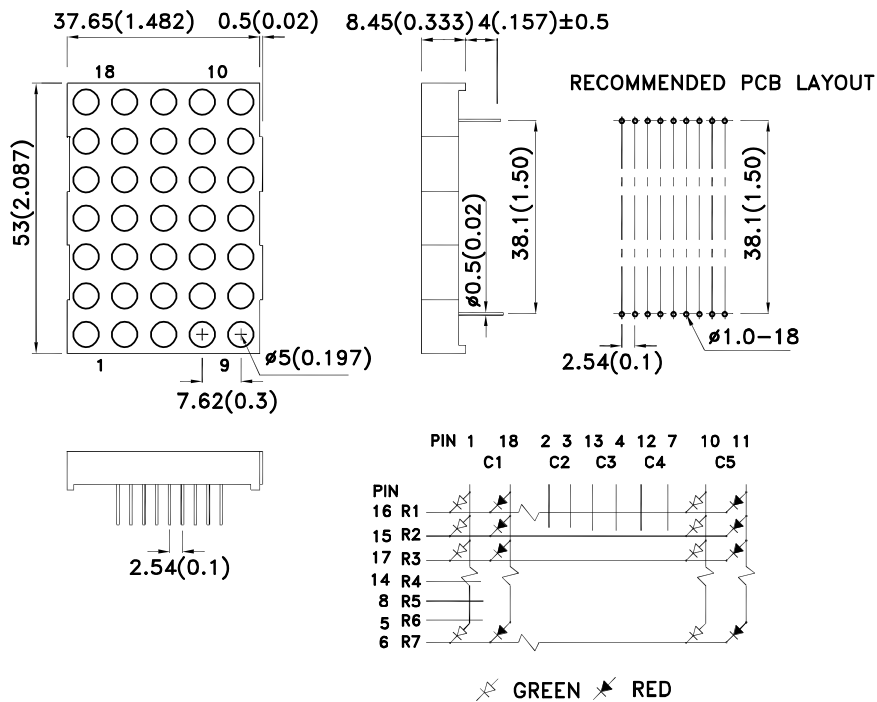 37.65(1.482) 0.5(0.02) 8.45(0.333) 4(.157)±0.5
18 10
RECOMMENDED PCB LAYOUT
53(2.087)
ø0.5(0.02)
38.1(1.50)
38.1(1.50)
1 9
ø5(0.197)
7.62(0.3)
ø1.0-18
2.54(0.1)
PIN 1 18 2 3 13 4 12 7 10 11
C1 C2 C3 C4 C5
PIN
16 R1
15 R2
17 R3
14 R4
8 R5
5 R6
6 R7
2.54(0.1)
GREEN RED